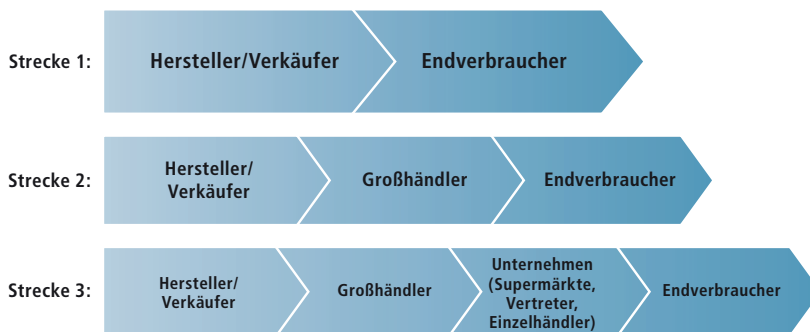 Strecke 1:
Hersteller/Verkäufer
Endverbraucher
Strecke 2:
Hersteller/
Verkäufer
Großhändler
Endverbraucher
Strecke 3:
Hersteller/
Verkäufer
Großhändler
Unternehmen
(Supermärkte,
Vertreter,
Einzelhändler)
Endverbraucher